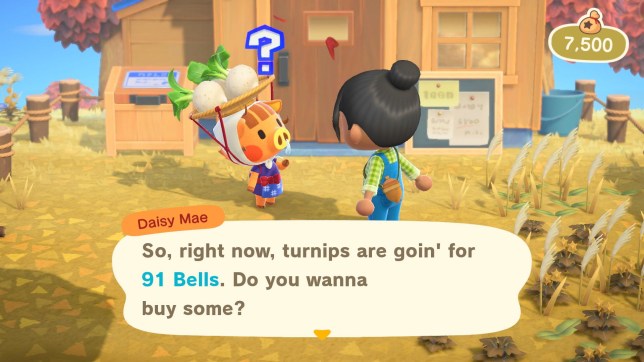 7,500
Daisy Mae
So, right now, turnips are goin' for
91 Bells. Do you wanna
buy some?